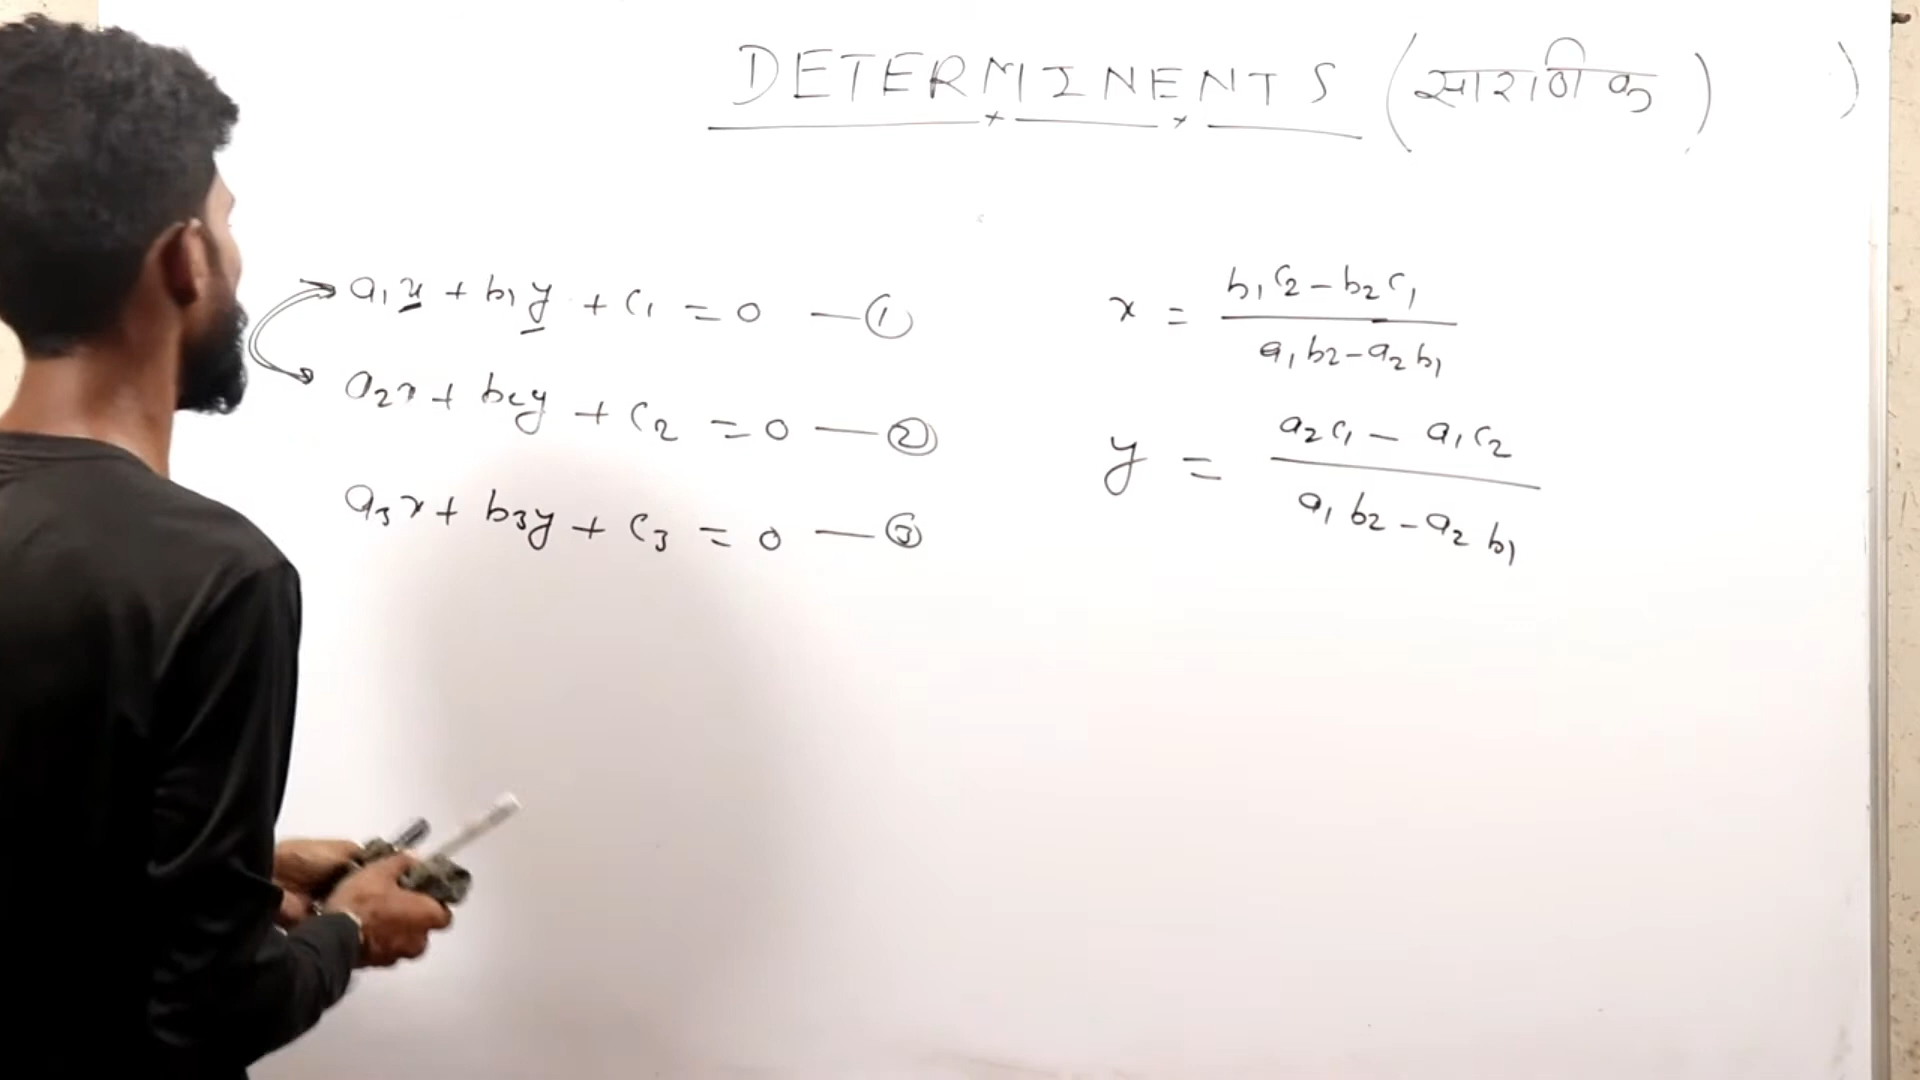 DETERMINENTS (सारणिक) )
a₁x + b₁y + c₁ = 0 — ①
a₂x + b₂y + c₂ = 0 — ②
a₃x + b₃y + c₃ = 0 — ③
x = b₁c₂ - b₂c₁ / a₁b₂ - a₂b₁
y = a₂c₁ - a₁c₂ / a₁b₂ - a₂b₁